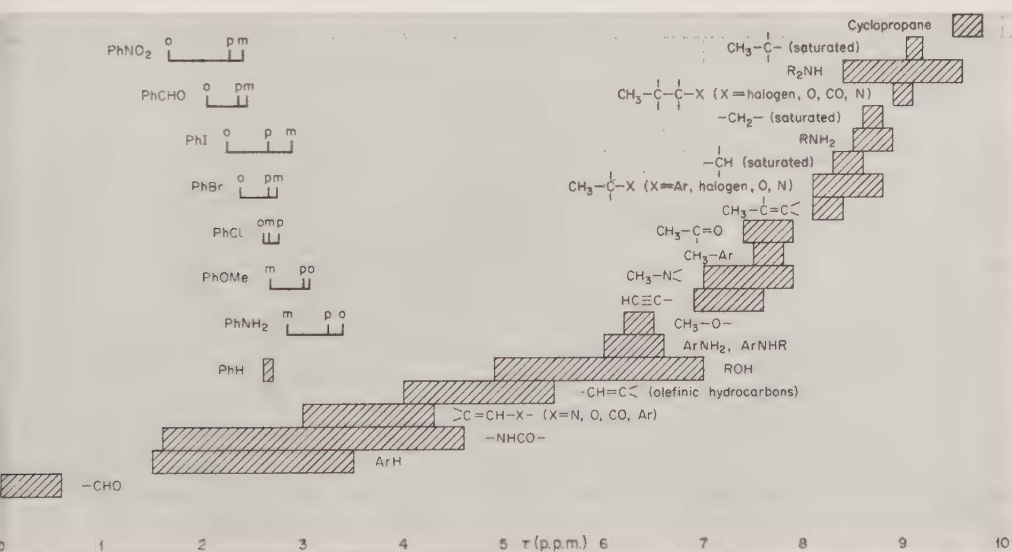 Cyclopropane
CH₃-C- (saturated)
R₂NH
CH₃-C-C-X (X=halogen, O, CO, N)
-CH₂- (saturated)
RNH₂
-CH (saturated)
CH₃-C-X (X=Ar, halogen, O, N)
CH₃-C=C<
CH₃-C=O
CH₃-Ar
CH₃-N<
HC≡C-
CH₃-O-
ArNH₂, ArNHR
ROH
-CH=C< (olefinic hydrocarbons)
>C=CH-X- (X=N, O, CO, Ar)
-NHCO-
ArH
-CHO
PhNO₂ o p m
PhCHO o p m
PhI o p m
PhBr o p m
PhCl o m p
PhOMe m p o
PhNH₂ m p o
PhH
0 1 2 3 4 5 τ (p.p.m.) 6 7 8 9 10